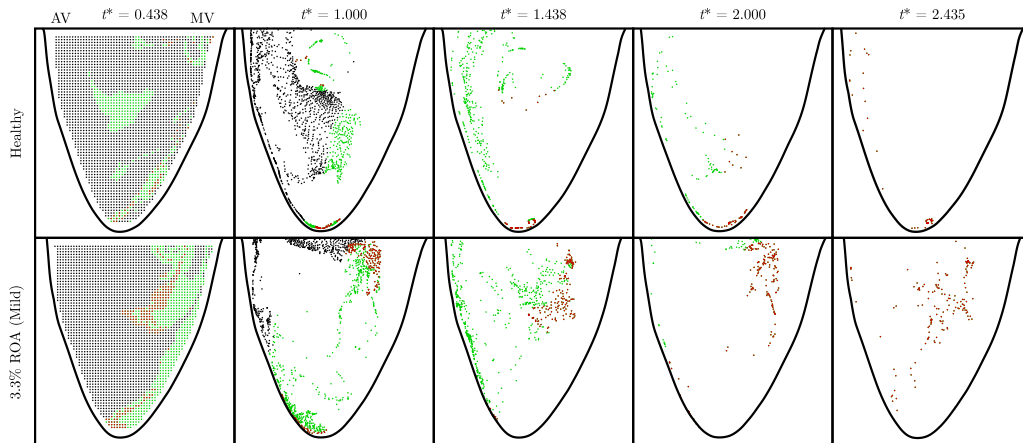 AV t* = 0.438 MV t* = 1.000 t* = 1.438 t* = 2.000 t* = 2.435
Healthy
3.3% ROA (Mild)